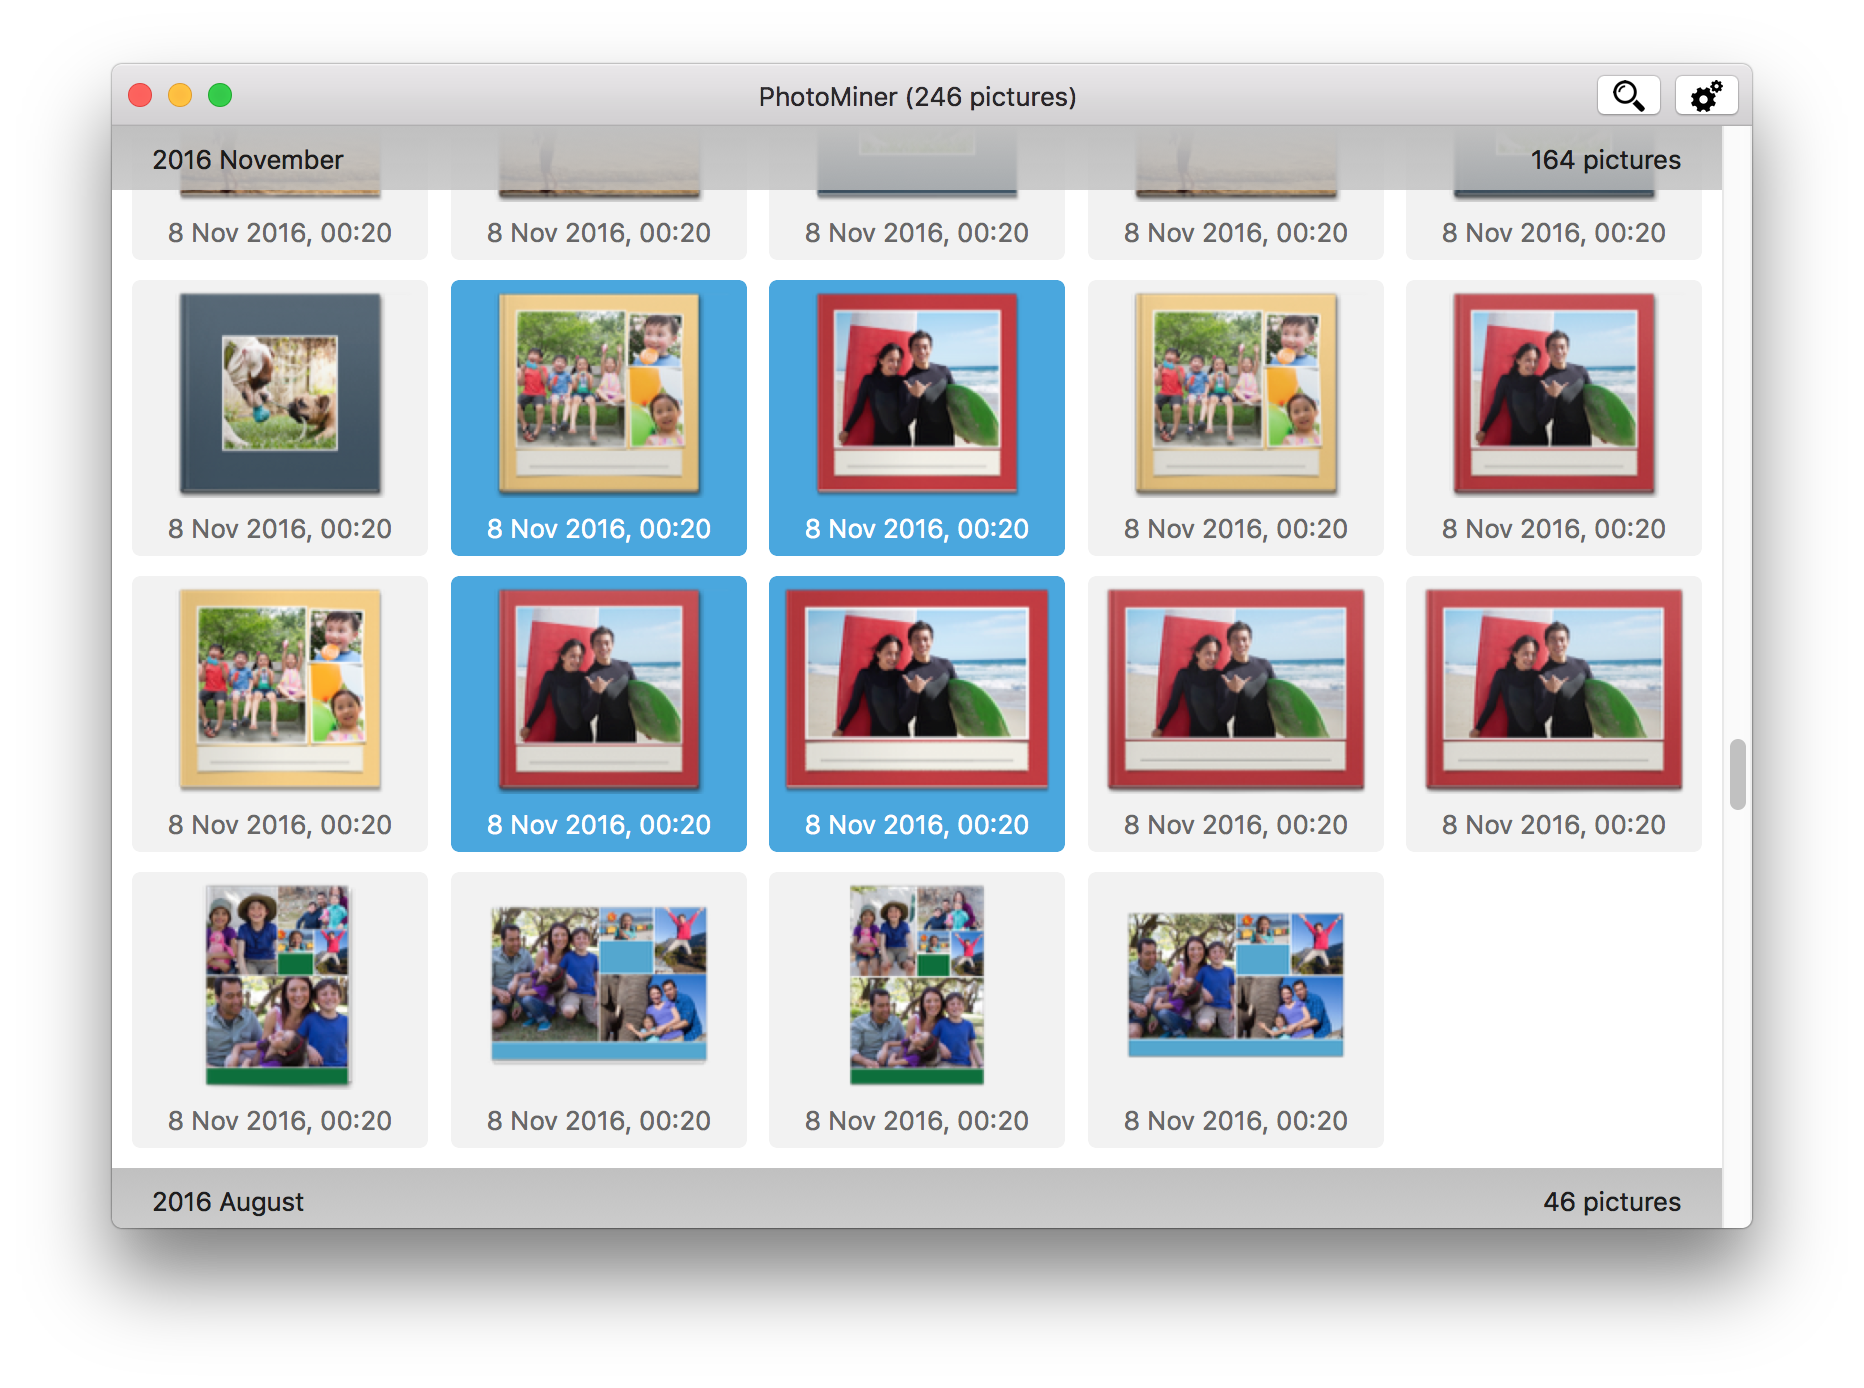 PhotoMiner (246 pictures)
2016 November 164 pictures
8 Nov 2016, 00:20 8 Nov 2016, 00:20 8 Nov 2016, 00:20 8 Nov 2016, 00:20 8 Nov 2016, 00:20
8 Nov 2016, 00:20 8 Nov 2016, 00:20 8 Nov 2016, 00:20 8 Nov 2016, 00:20 8 Nov 2016, 00:20
8 Nov 2016, 00:20 8 Nov 2016, 00:20 8 Nov 2016, 00:20 8 Nov 2016, 00:20 8 Nov 2016, 00:20
8 Nov 2016, 00:20 8 Nov 2016, 00:20 8 Nov 2016, 00:20 8 Nov 2016, 00:20
2016 August 46 pictures